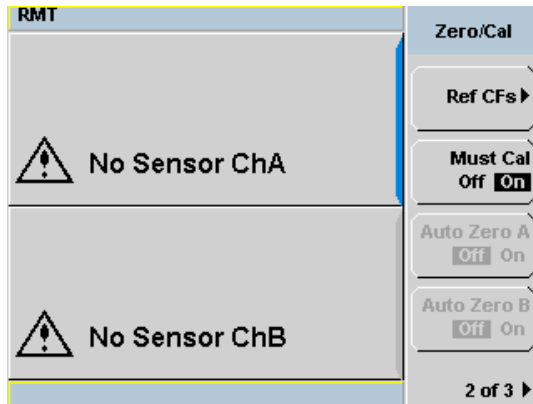 RMT
No Sensor ChA
No Sensor ChB
Zero/Cal
Ref CFs
Must Cal
Off On
Auto Zero A
Off On
Auto Zero B
Off On
2 of 3